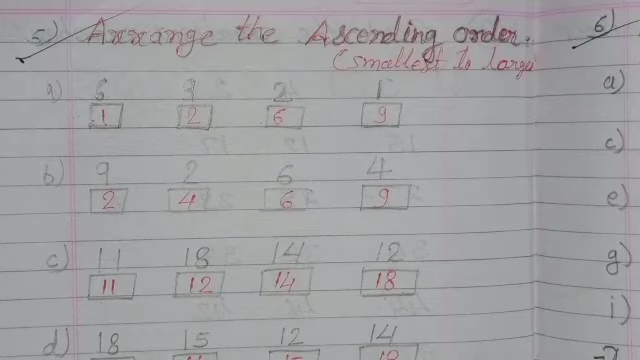 5) Arrange the Ascending order. 6)
(smallest to large
a) 6 9 2 1 a)
1 2 6 9
c)
b) 9 2 6 4
2 4 6 9 e)
c) 11 18 14 12 g)
11 12 14 18
i)
d) 18 15 12 14